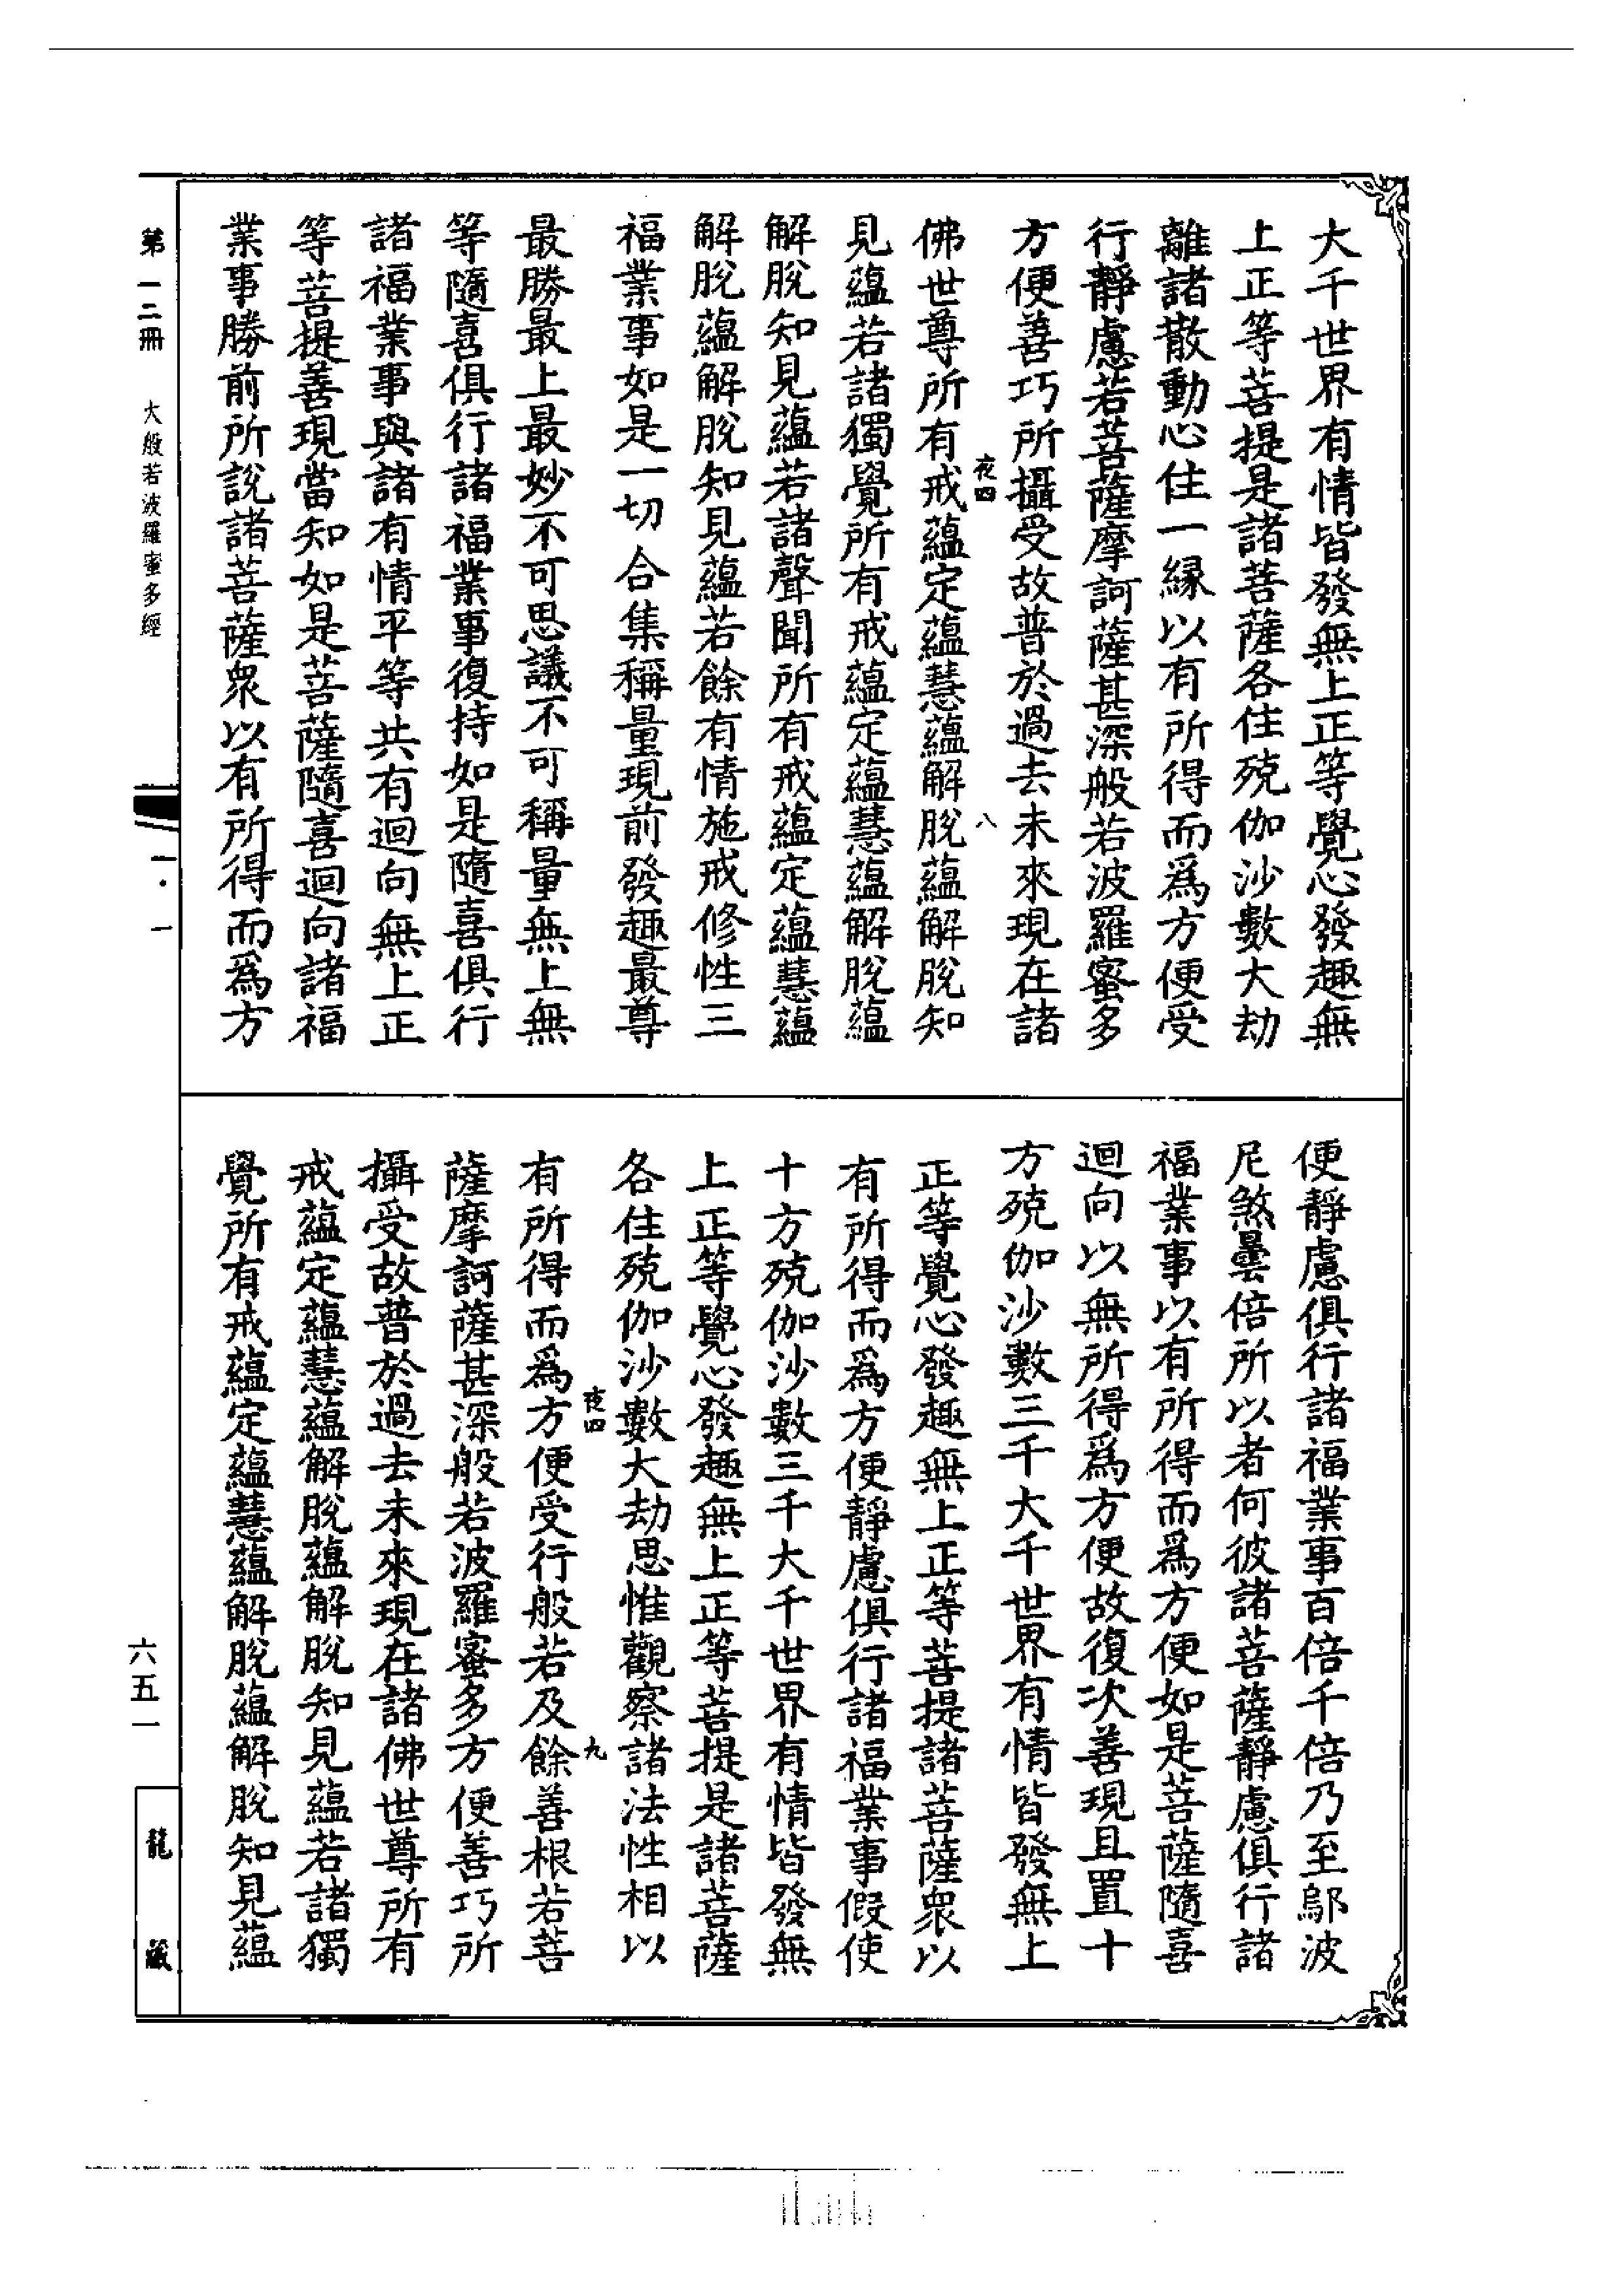 大千世界有情皆發無上正等覺心發趣無
上正等菩提是諸菩薩各住殑伽沙數大劫
離諸散動心住一緣以有所得而爲方便受
行靜慮若菩薩摩訶薩甚深般若波羅蜜多
方便善巧所攝受故普於過去未來現在諸
夜四
八
佛世尊所有戒蘊定蘊慧蘊解脫蘊解脫知
見蘊若諸獨覺所有戒蘊定蘊慧蘊解脫蘊
解脫知見蘊若諸聲聞所有戒蘊定蘊慧蘊
解脫蘊解脫知見蘊若餘有情施戒修性三
福業事如是一切合集稱量現前發趣最尊
最勝最上最妙不可思議不可稱量無上無
等隨喜俱行諸福業事復持如是隨喜俱行
諸福業事與諸有情平等共有迴向無上正
等菩提善現當知如是菩薩隨喜迴向諸福
業事勝前所說諸菩薩眾以有所得而爲方
便靜慮俱行諸福業事百倍千倍乃至鄔波
尼煞曇倍所以者何彼諸菩薩靜慮俱行諸
福業事以有所得而爲方便如是菩薩隨喜
迴向以無所得爲方便故復次善現且置十
方殑伽沙數三千大千世界有情皆發無上
正等覺心發趣無上正等菩提諸菩薩眾以
有所得而爲方便靜慮俱行諸福業事假使
十方殑伽沙數三千大千世界有情皆發無
上正等覺心發趣無上正等菩提是諸菩薩
各住殑伽沙數大劫思惟觀察諸法性相以
夜四
九
有所得而爲方便受行般若及餘善根若菩
薩摩訶薩甚深般若波羅蜜多方便善巧所
攝受故普於過去未來現在諸佛世尊所有
戒蘊定蘊慧蘊解脫蘊解脫知見蘊若諸獨
覺所有戒蘊定蘊慧蘊解脫蘊解脫知見蘊
第一二冊 大般若波羅蜜多經
一·一
六五一
龍藏